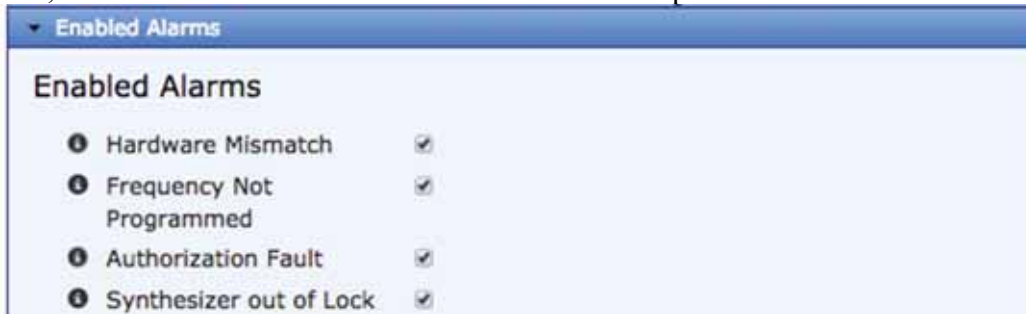 Enabled Alarms
Enabled Alarms
Hardware Mismatch
Frequency Not
Programmed
Authorization Fault
Synthesizer out of Lock